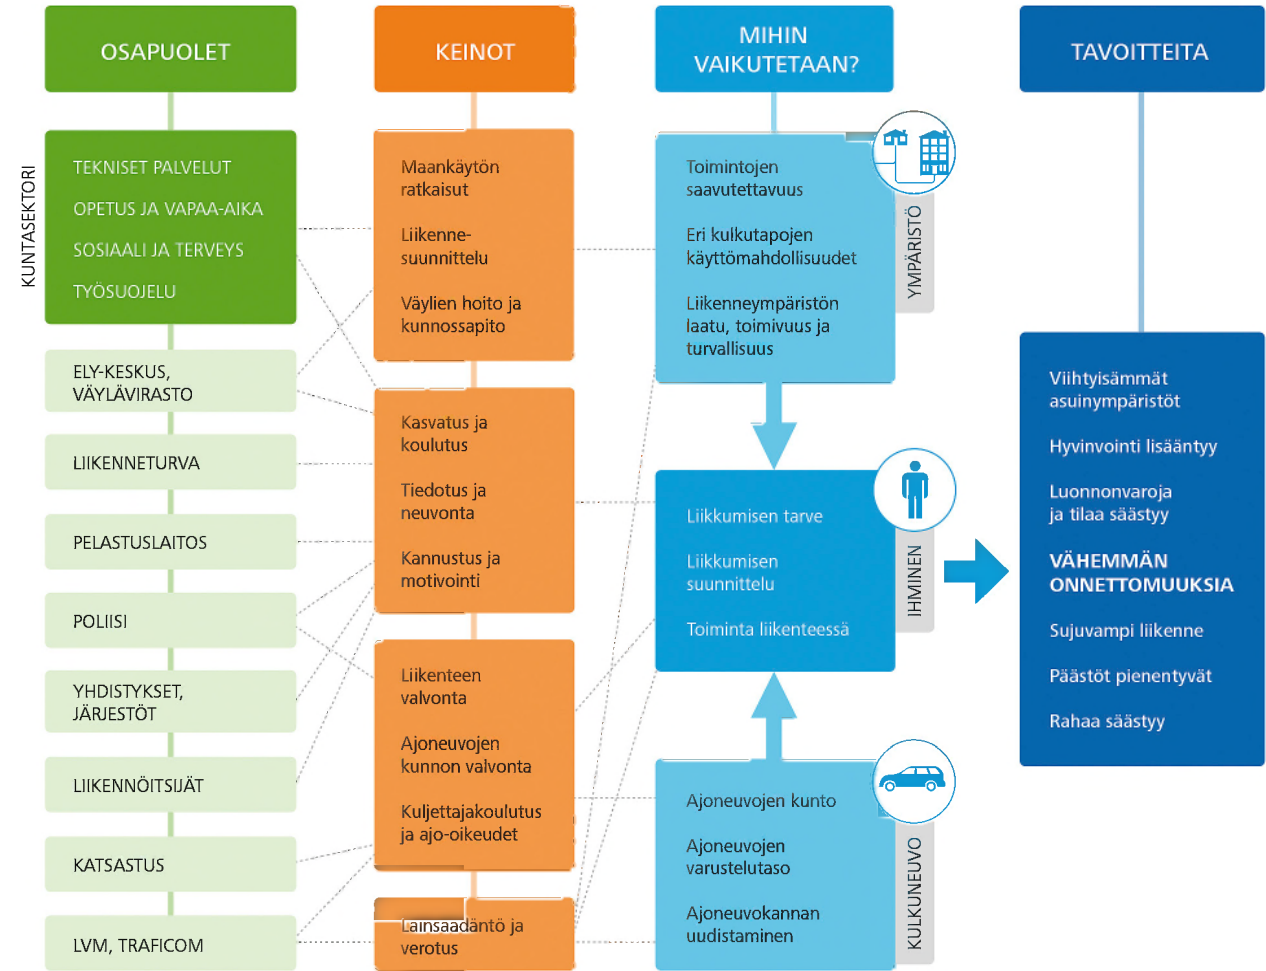 OSAPUOLET
KUNTASEKTORI
TEKNISET PALVELUT
OPETUS JA VAPAA-AIKA
SOSIAALI JA TERVEYS
TYÖSUOJELU
ELY-KESKUS,
VÄYLÄVIRASTO
LIIKENNETURVA
PELASTUSLAITOS
POLIISI
YHDISTYKSET,
JÄRJESTÖT
LIIKENNÖITSIJÄT
KATSASTUS
LVM, TRAFICOM
KEINOT
Maankäytön
ratkaisut
Liikenne-
suunnittelu
Väylien hoito ja
kunnossapito
Kasvatus ja
koulutus
Tiedotus ja
neuvonta
Kannustus ja
motivointi
Liikenteen
valvonta
Ajoneuvojen
kunnon valvonta
Kuljettajakoulutus
ja ajo-oikeudet
Lainsäädäntö ja
verotus
MIHIN
VAIKUTETAAN?
Toimintojen
saavutettavuus
Eri kulkutapojen
käyttömahdollisuudet
Liikenneympäristön
laatu, toimivuus ja
turvallisuus
YMPÄRISTÖ
Liikkumisen tarve
Liikkumisen
suunnittelu
Toiminta liikenteessä
IHMINEN
Ajoneuvojen kunto
Ajoneuvojen
varustelutaso
Ajoneuvokannan
uudistaminen
KULKUNEUVO
TAVOITTEITA
Viihtyisämmät
asuinympäristöt
Hyvinvointi lisääntyy
Luonnonvaroja
ja tilaa säästyy
VÄHEMMÄN
ONNETTOMUUKSIA
Sujuvampi liikenne
Päästöt pienentyvät
Rahaa säästyy